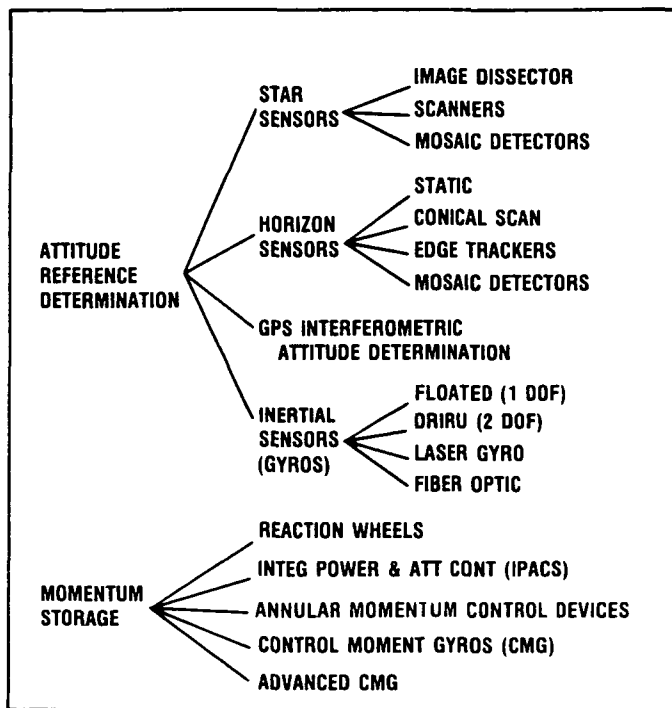 STAR
SENSORS
IMAGE DISSECTOR
SCANNERS
MOSAIC DETECTORS
ATTITUDE
REFERENCE
DETERMINATION
HORIZON
SENSORS
STATIC
CONICAL SCAN
EDGE TRACKERS
MOSAIC DETECTORS
GPS INTERFEROMETRIC
ATTITUDE DETERMINATION
INERTIAL
SENSORS
(GYROS)
FLOATED (1 DOF)
DRIRU (2 DOF)
LASER GYRO
FIBER OPTIC
MOMENTUM
STORAGE
REACTION WHEELS
INTEG POWER & ATT CONT (IPACS)
ANNULAR MOMENTUM CONTROL DEVICES
CONTROL MOMENT GYROS (CMG)
ADVANCED CMG